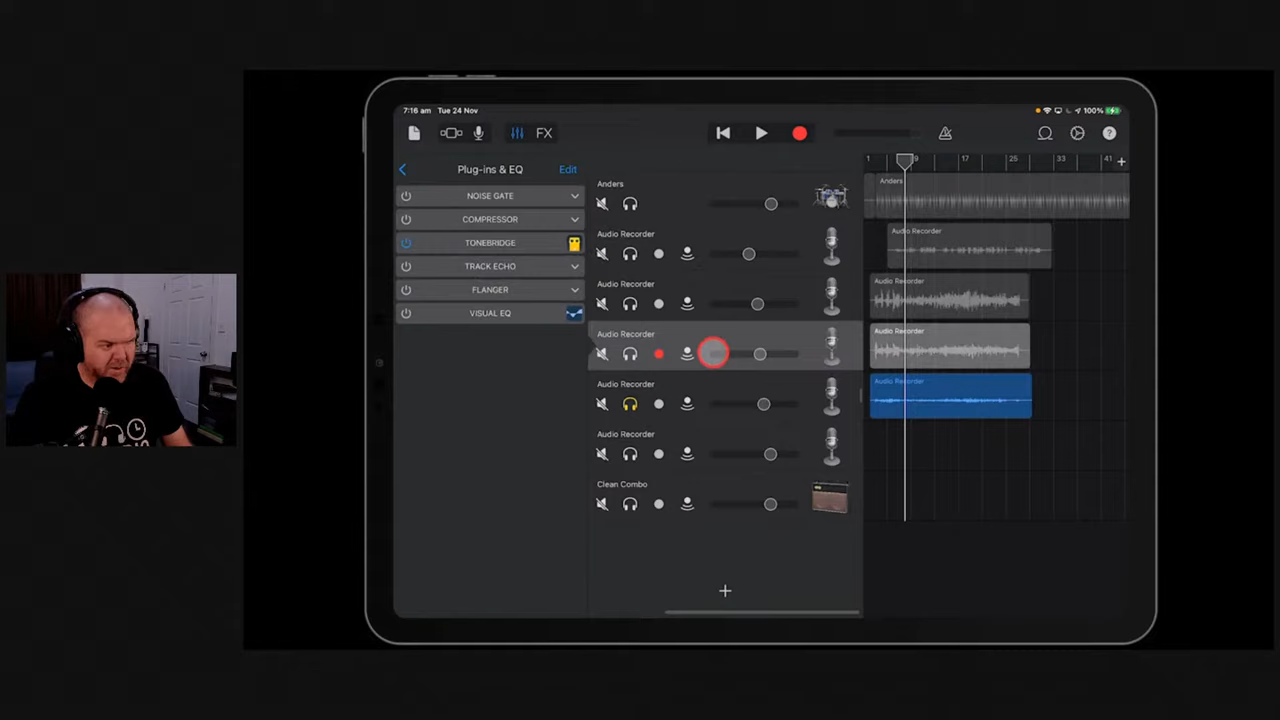 7:16 am Tue 24 Nov
100%
FX
Plug-ins & EQ
Edit
NOISE GATE
COMPRESSOR
TONEBRIDGE
TRACK ECHO
FLANGER
VISUAL EQ
Anders
Audio Recorder
Audio Recorder
Audio Recorder
Audio Recorder
Audio Recorder
Clean Combo
1 9 17 25 33 41
Anders
Audio Recorder
Audio Recorder
Audio Recorder
Audio Recorder